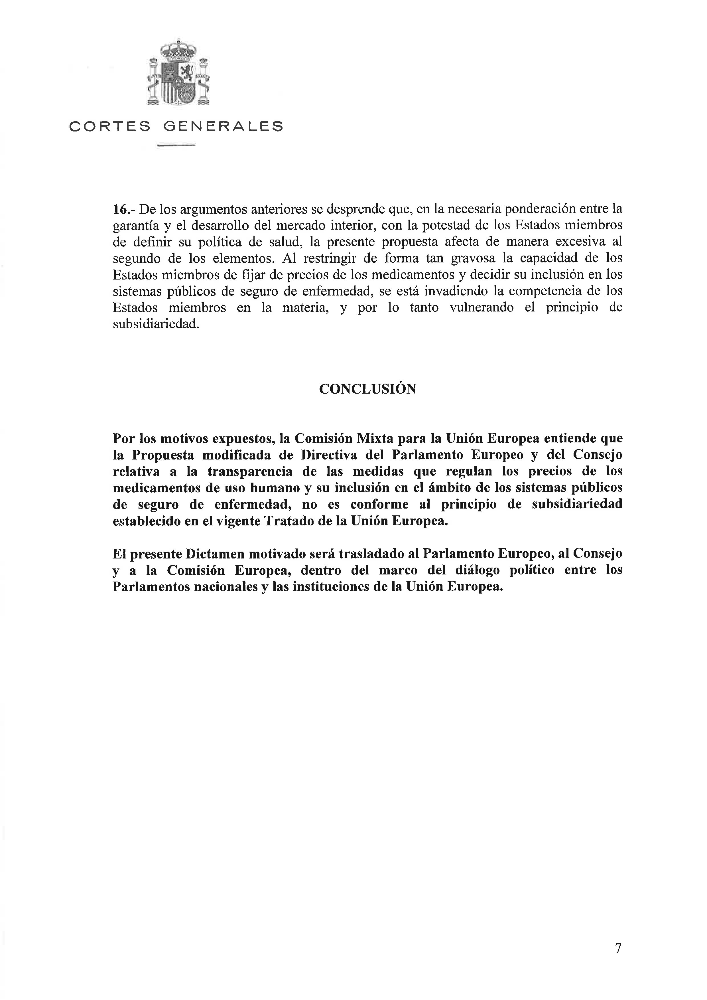 CORTES GENERALES
16.- De los argumentos anteriores se desprende que, en la necesaria ponderación entre la
garantía y el desarrollo del mercado interior, con la potestad de los Estados miembros
de definir su política de salud, la presente propuesta afecta de manera excesiva al
segundo de los elementos. Al restringir de forma tan gravosa la capacidad de los
Estados miembros de fijar de precios de los medicamentos y decidir su inclusión en los
sistemas públicos de seguro de enfermedad, se está invadiendo la competencia de los
Estados miembros en la materia, y por lo tanto vulnerando el principio de
subsidiariedad.
CONCLUSIÓN
Por los motivos expuestos, la Comisión Mixta para la Unión Europea entiende que
la Propuesta modificada de Directiva del Parlamento Europeo y del Consejo
relativa a la transparencia de las medidas que regulan los precios de los
medicamentos de uso humano y su inclusión en el ámbito de los sistemas públicos
de seguro de enfermedad, no es conforme al principio de subsidiariedad
establecido en el vigente Tratado de la Unión Europea.
El presente Dictamen motivado será trasladado al Parlamento Europeo, al Consejo
y a la Comisión Europea, dentro del marco del diálogo político entre los
Parlamentos nacionales y las instituciones de la Unión Europea.
7